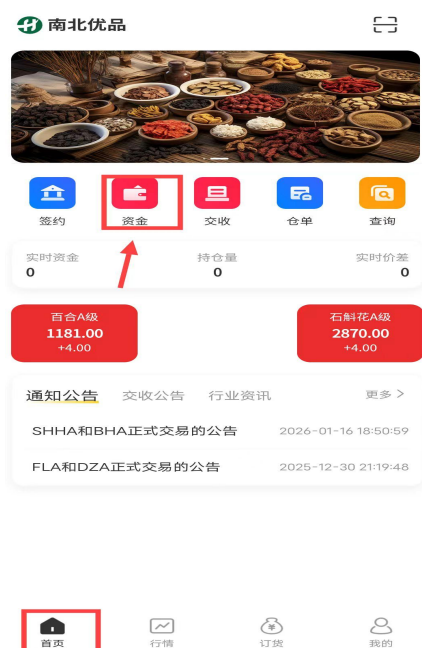 南北优品
签约 资金 交收 仓单 查询
实时资金 持仓量 实时价差
0 0 0
百合A级 石斛花A级
1181.00 2870.00
+4.00 +4.00
通知公告 交收公告 行业资讯 更多 >
SHHA和BHA正式交易的公告 2026-01-16 18:50:59
FLA和DZA正式交易的公告 2025-12-30 21:19:48
首页 行情 订货 我的